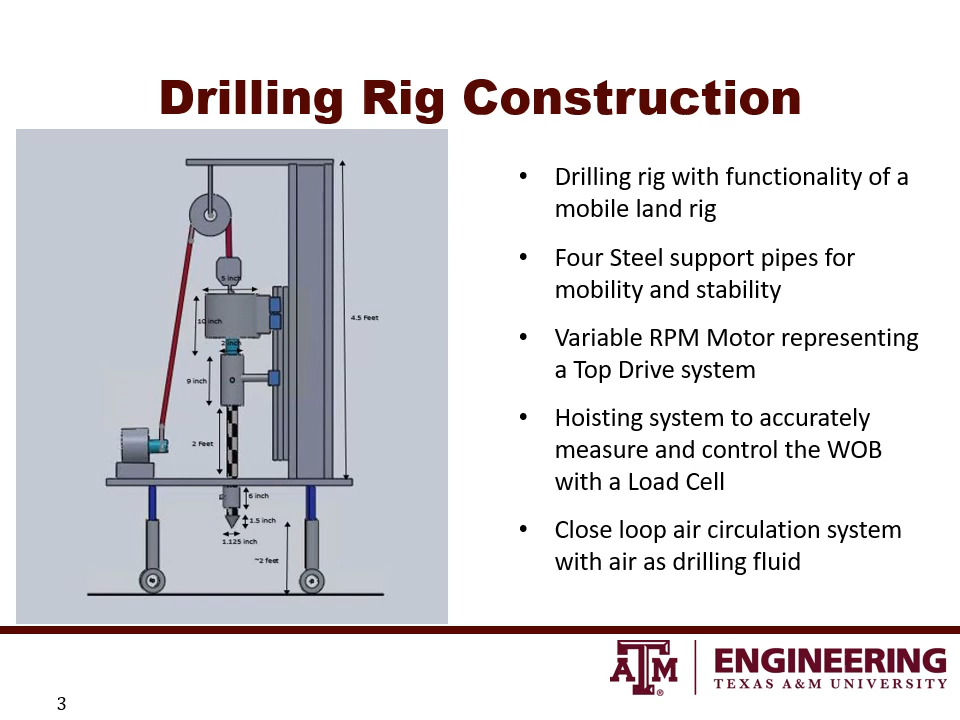 Drilling Rig Construction
5 inch
10 inch
2 inch
4.5 Feet
9 inch
2 Feet
6 inch
1.5 inch
1.125 inch
~2 feet
• Drilling rig with functionality of a
mobile land rig
• Four Steel support pipes for
mobility and stability
• Variable RPM Motor representing
a Top Drive system
• Hoisting system to accurately
measure and control the WOB
with a Load Cell
• Close loop air circulation system
with air as drilling fluid
ATM®
ENGINEERING
TEXAS A&M UNIVERSITY
3